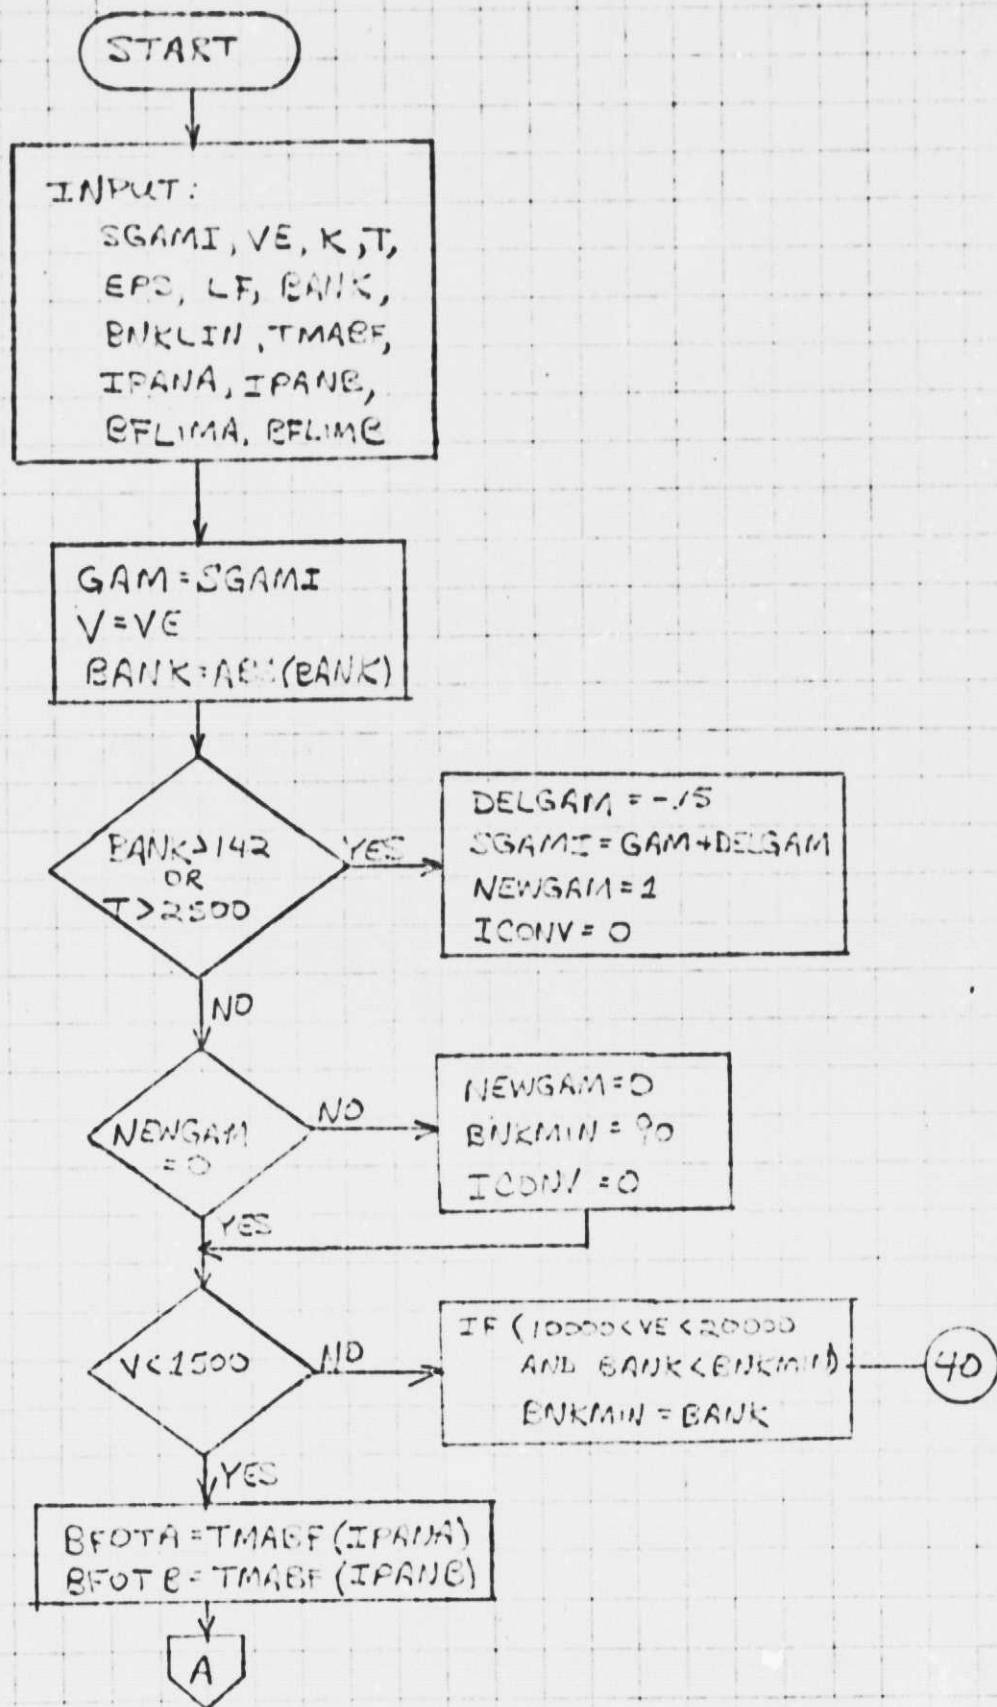 START
INPUT:
SGAMI, VE, K, T,
EPS, LF, BANK,
BNKLIN, TMABF,
IPANA, IPANB,
BFLIMA, BFLIMB
GAM = SGAMI
V = VE
BANK = ABS(BANK)
BANK > 142
OR
T > 2500
YES
DELGAM = -.15
SGAMI = GAM + DELGAM
NEWGAM = 1
ICONV = 0
NO
NEWGAM
= 0
NO
NEWGAM = 0
BNKMIN = 90
ICONV = 0
YES
V < 1500
NO
IF (10000 < VE < 20000
AND BANK < BNKMIN)
BNKMIN = BANK
40
YES
BFOTA = TMABF (IPANA)
BFOTB = TMABF (IPANB)
A